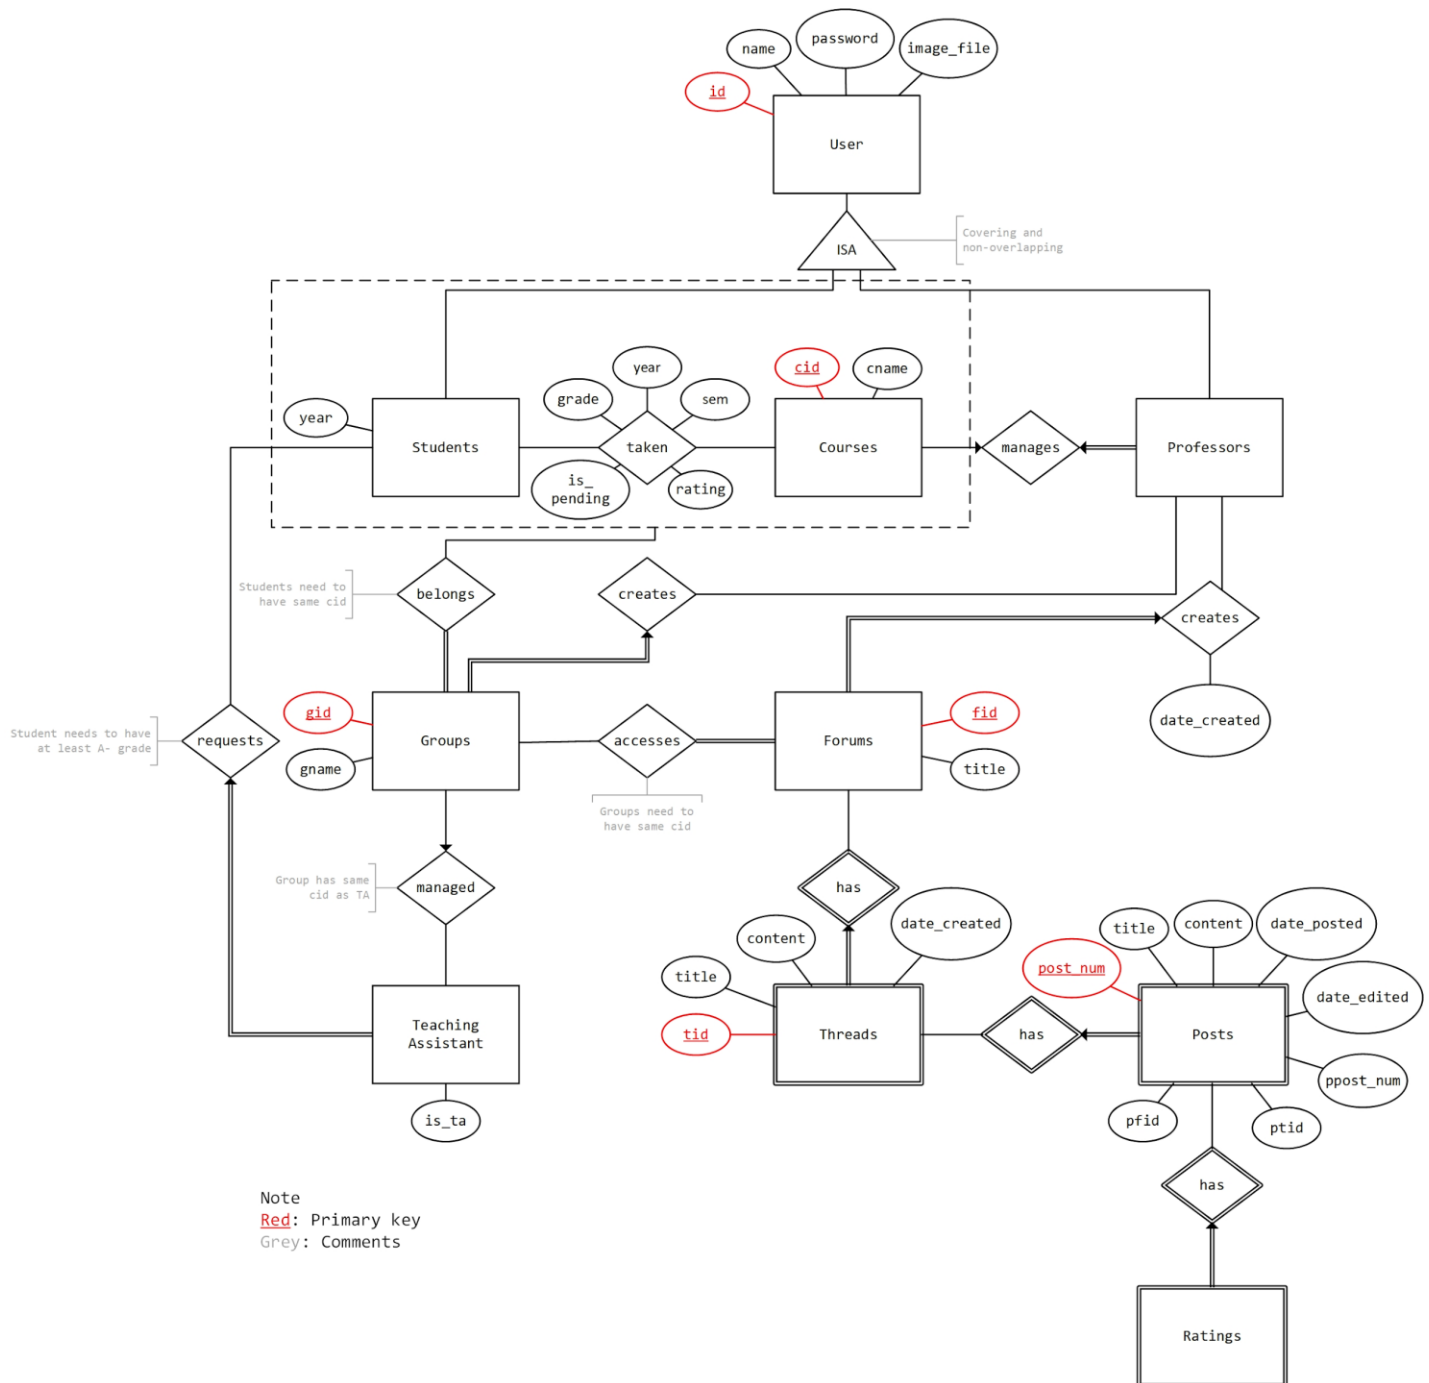 name
password
image_file
id
User
ISA
Covering and
non-overlapping
year
cid
cname
grade
sem
year
Students
taken
Courses
manages
Professors
is_
pending
rating
Students need to
have same cid
belongs
creates
creates
gid
fid
date_created
Student needs to have
at least A- grade
requests
Groups
accesses
Forums
gname
title
Groups need to
have same cid
Group has same
cid as TA
managed
has
content
date_created
title
content
date_posted
post_num
title
date_edited
Teaching
Assistant
tid
Threads
has
Posts
ppost_num
is_ta
pfid
ptid
has
Note
Red: Primary key
Grey: Comments
Ratings